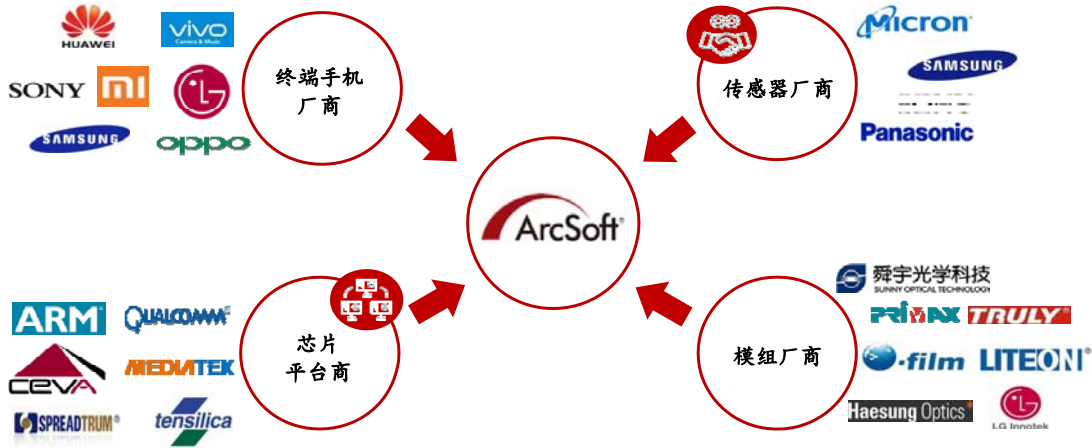 HUAWEI
vivo
Camera & Music
SONY
mi
LG
SAMSUNG
oppo
终端手机
厂商
传感器厂商
Micron
SAMSUNG
Panasonic
ArcSoft®
ARM
QUALCOMM®
CEVA
MEDIATEK
SPREADTRUM®
tensilica
芯片
平台商
模组厂商
舜宇光学科技
SUNNY OPTICAL TECHNOLOGY
PRIMAX
TRULY®
-film
LITEON®
Haesung Optics
LG Innotek